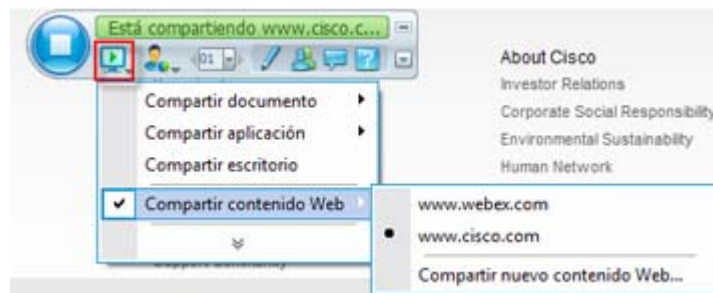 Está compartiendo www.cisco.c...
01
About Cisco
Investor Relations
Corporate Social Responsibility
Environmental Sustainability
Human Network
Compartir documento
Compartir aplicación
Compartir escritorio
Compartir contenido Web
www.webex.com
www.cisco.com
Compartir nuevo contenido Web...